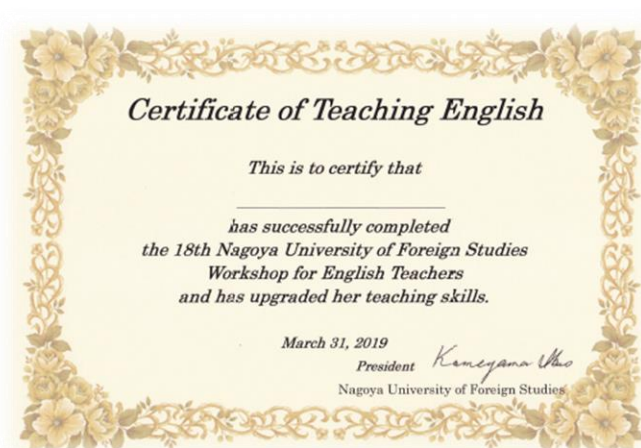 Certificate of Teaching English
This is to certify that
has successfully completed
the 18th Nagoya University of Foreign Studies
Workshop for English Teachers
and has upgraded her teaching skills.
March 31, 2019
President Kameyama
Nagoya University of Foreign Studies